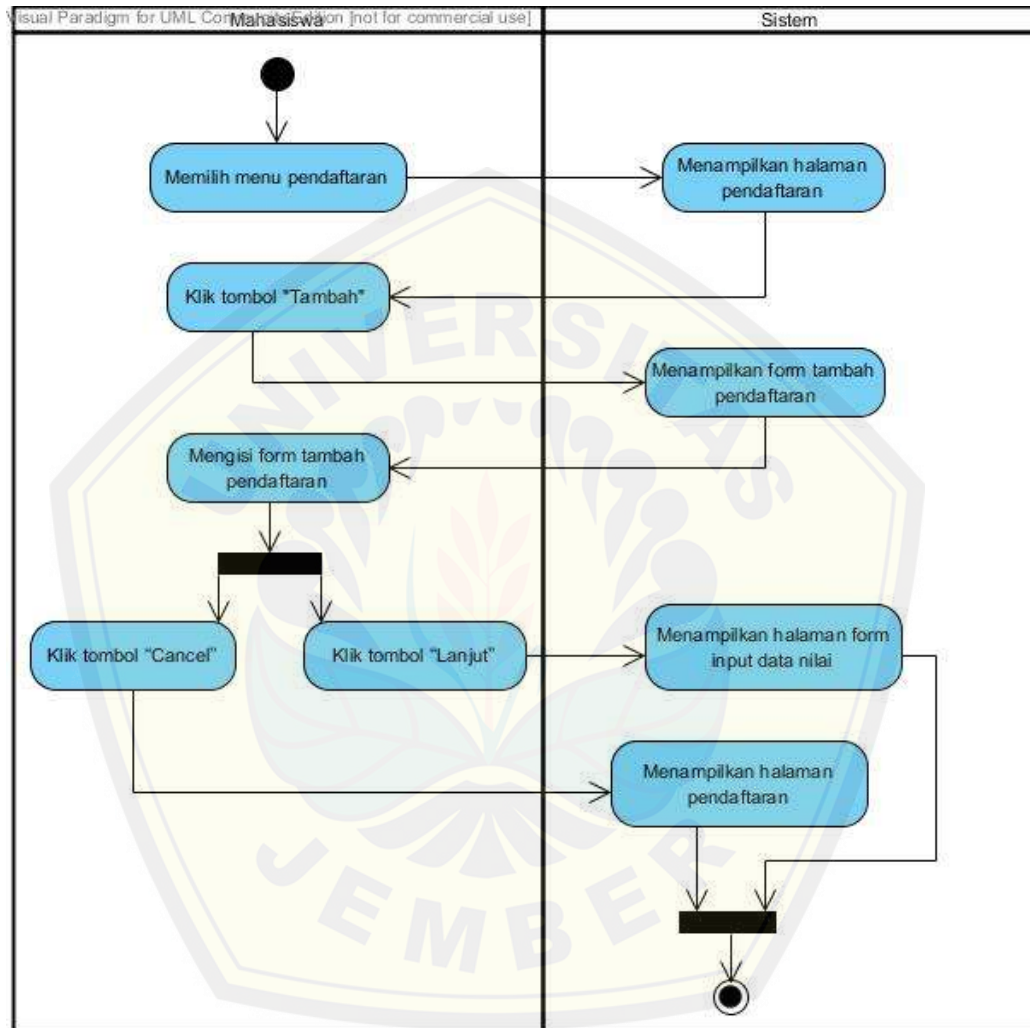 Visual Paradigm for UML Community Edition [not for commercial use]
Mahasiswa
Sistem
Memilih menu pendaftaran
Menampilkan halaman
pendaftaran
Klik tombol "Tambah"
Menampilkan form tambah
pendaftaran
Mengisi form tambah
pendaftaran
Klik tombol “Cancel”
Klik tombol “Lanjut”
Menampilkan halaman form
input data nilai
Menampilkan halaman
pendaftaran
UNIVERSITAS
JEMBER